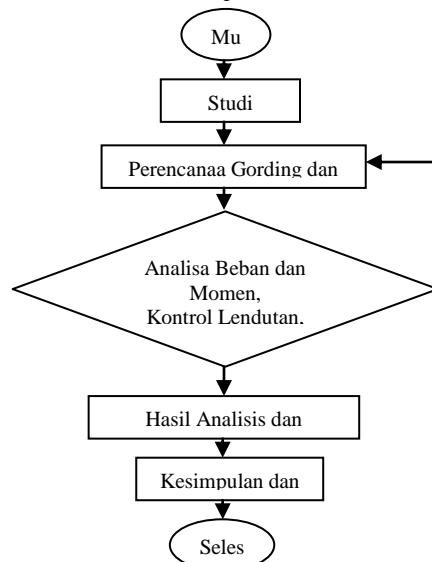 Mu
Studi
Perencanaa Gording dan
Analisa Beban dan
Momen,
Kontrol Lendutan.
Hasil Analisis dan
Kesimpulan dan
Seles